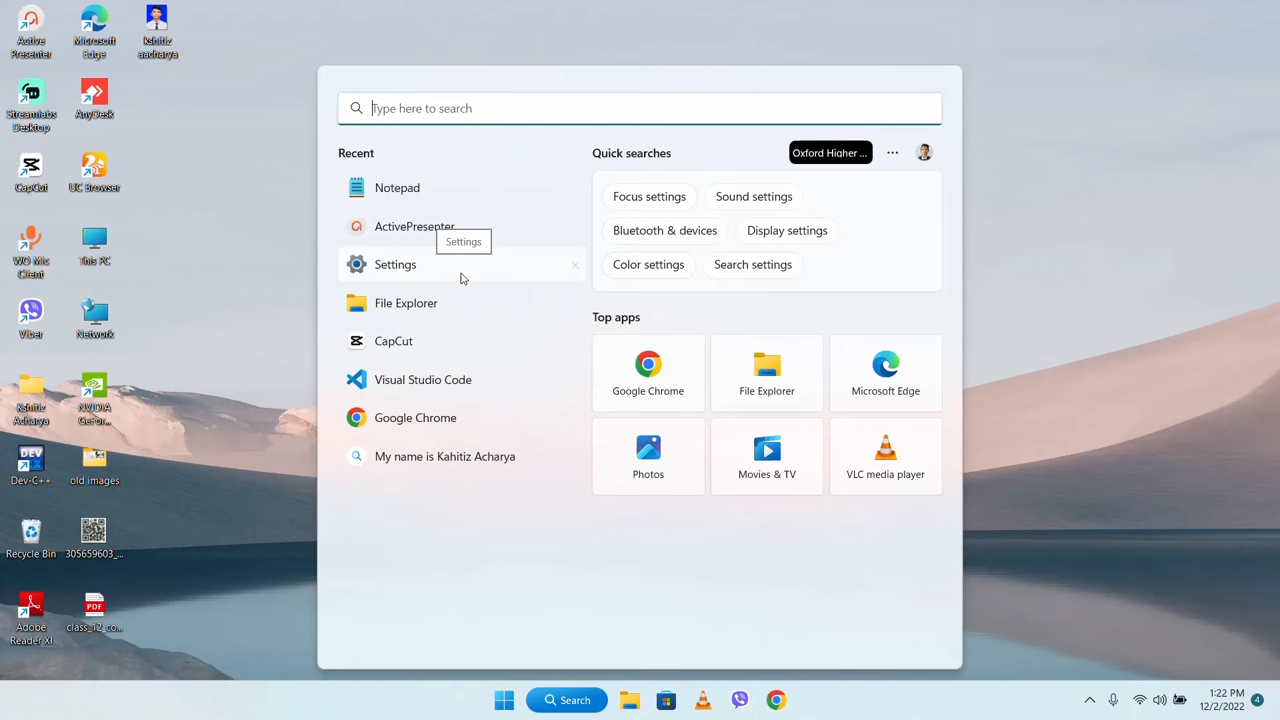 Active
Presenter
Microsoft
Edge
kshitiz
aacharya
Streamlabs
Desktop
AnyDesk
CapCut
UC Browser
WO Mic
Client
This PC
Viber
Network
Kshitiz
Acharya
NVIDIA
GeFor...
DEV
Dev-C++
old images
Recycle Bin
305659603_...
Adobe
Reader XI
PDF
class_12_co...
Type here to search
Recent
Notepad
ActivePresenter
Settings
Settings
File Explorer
CapCut
Visual Studio Code
Google Chrome
My name is Kahitiz Acharya
Quick searches
Oxford Higher ...
Focus settings
Sound settings
Bluetooth & devices
Display settings
Color settings
Search settings
Top apps
Google Chrome
File Explorer
Microsoft Edge
Photos
Movies & TV
VLC media player
Search
1:22 PM
12/2/2022
4